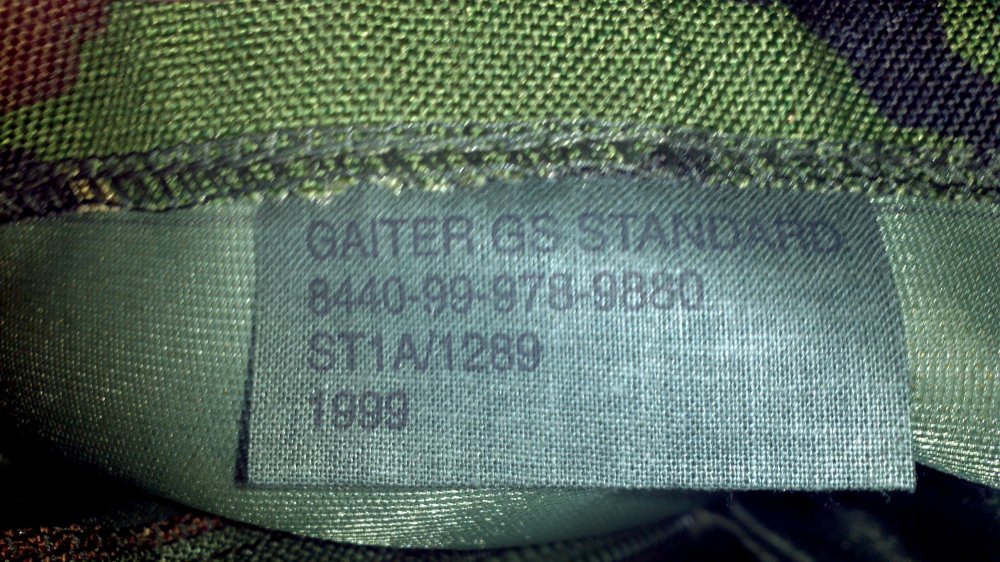 GAITER GS STANDARD
8440-99-978-9880
ST1A/1289
1999